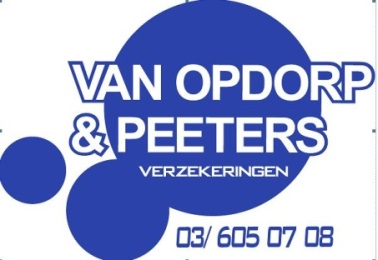 VAN OPDORP
& PEETERS
VERZEKERINGEN
03/ 605 07 08